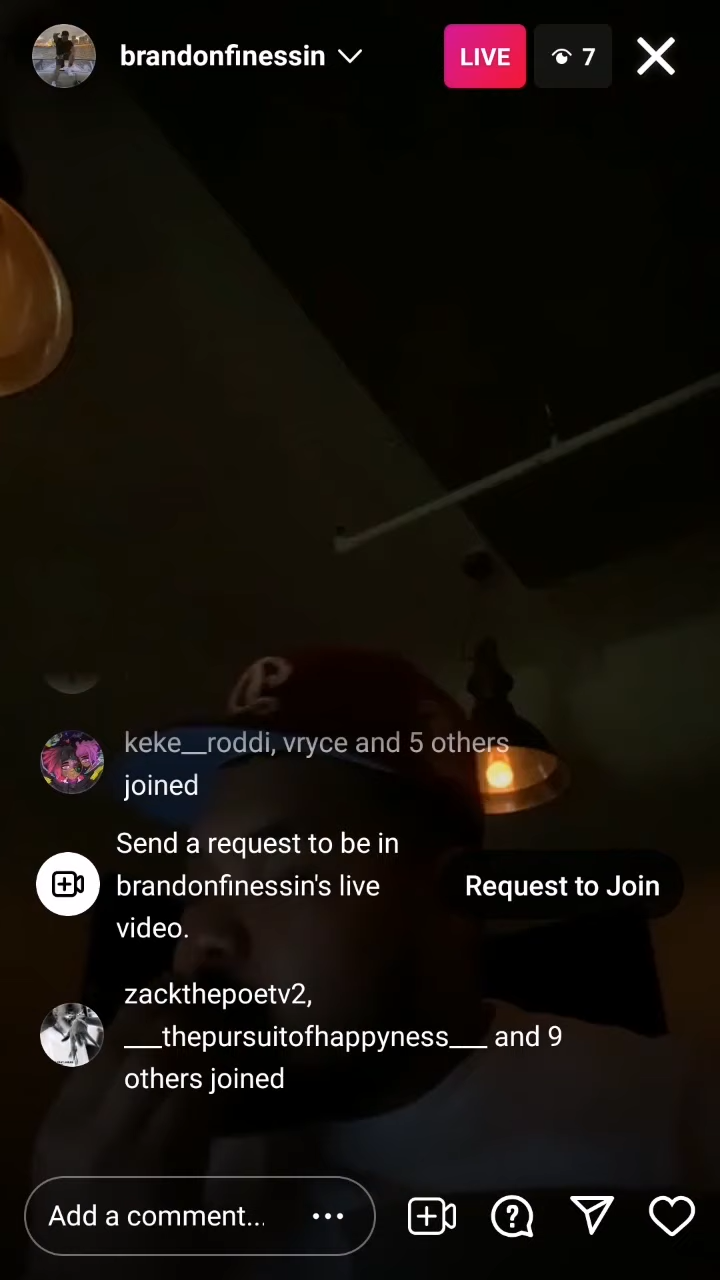 brandonfinessin
LIVE
7
keke__roddi, vryce and 5 others
joined
Send a request to be in
brandonfinessin's live
video.
Request to Join
zackthepoetv2,
___thepursuitofhappyness___ and 9
others joined
Add a comment...